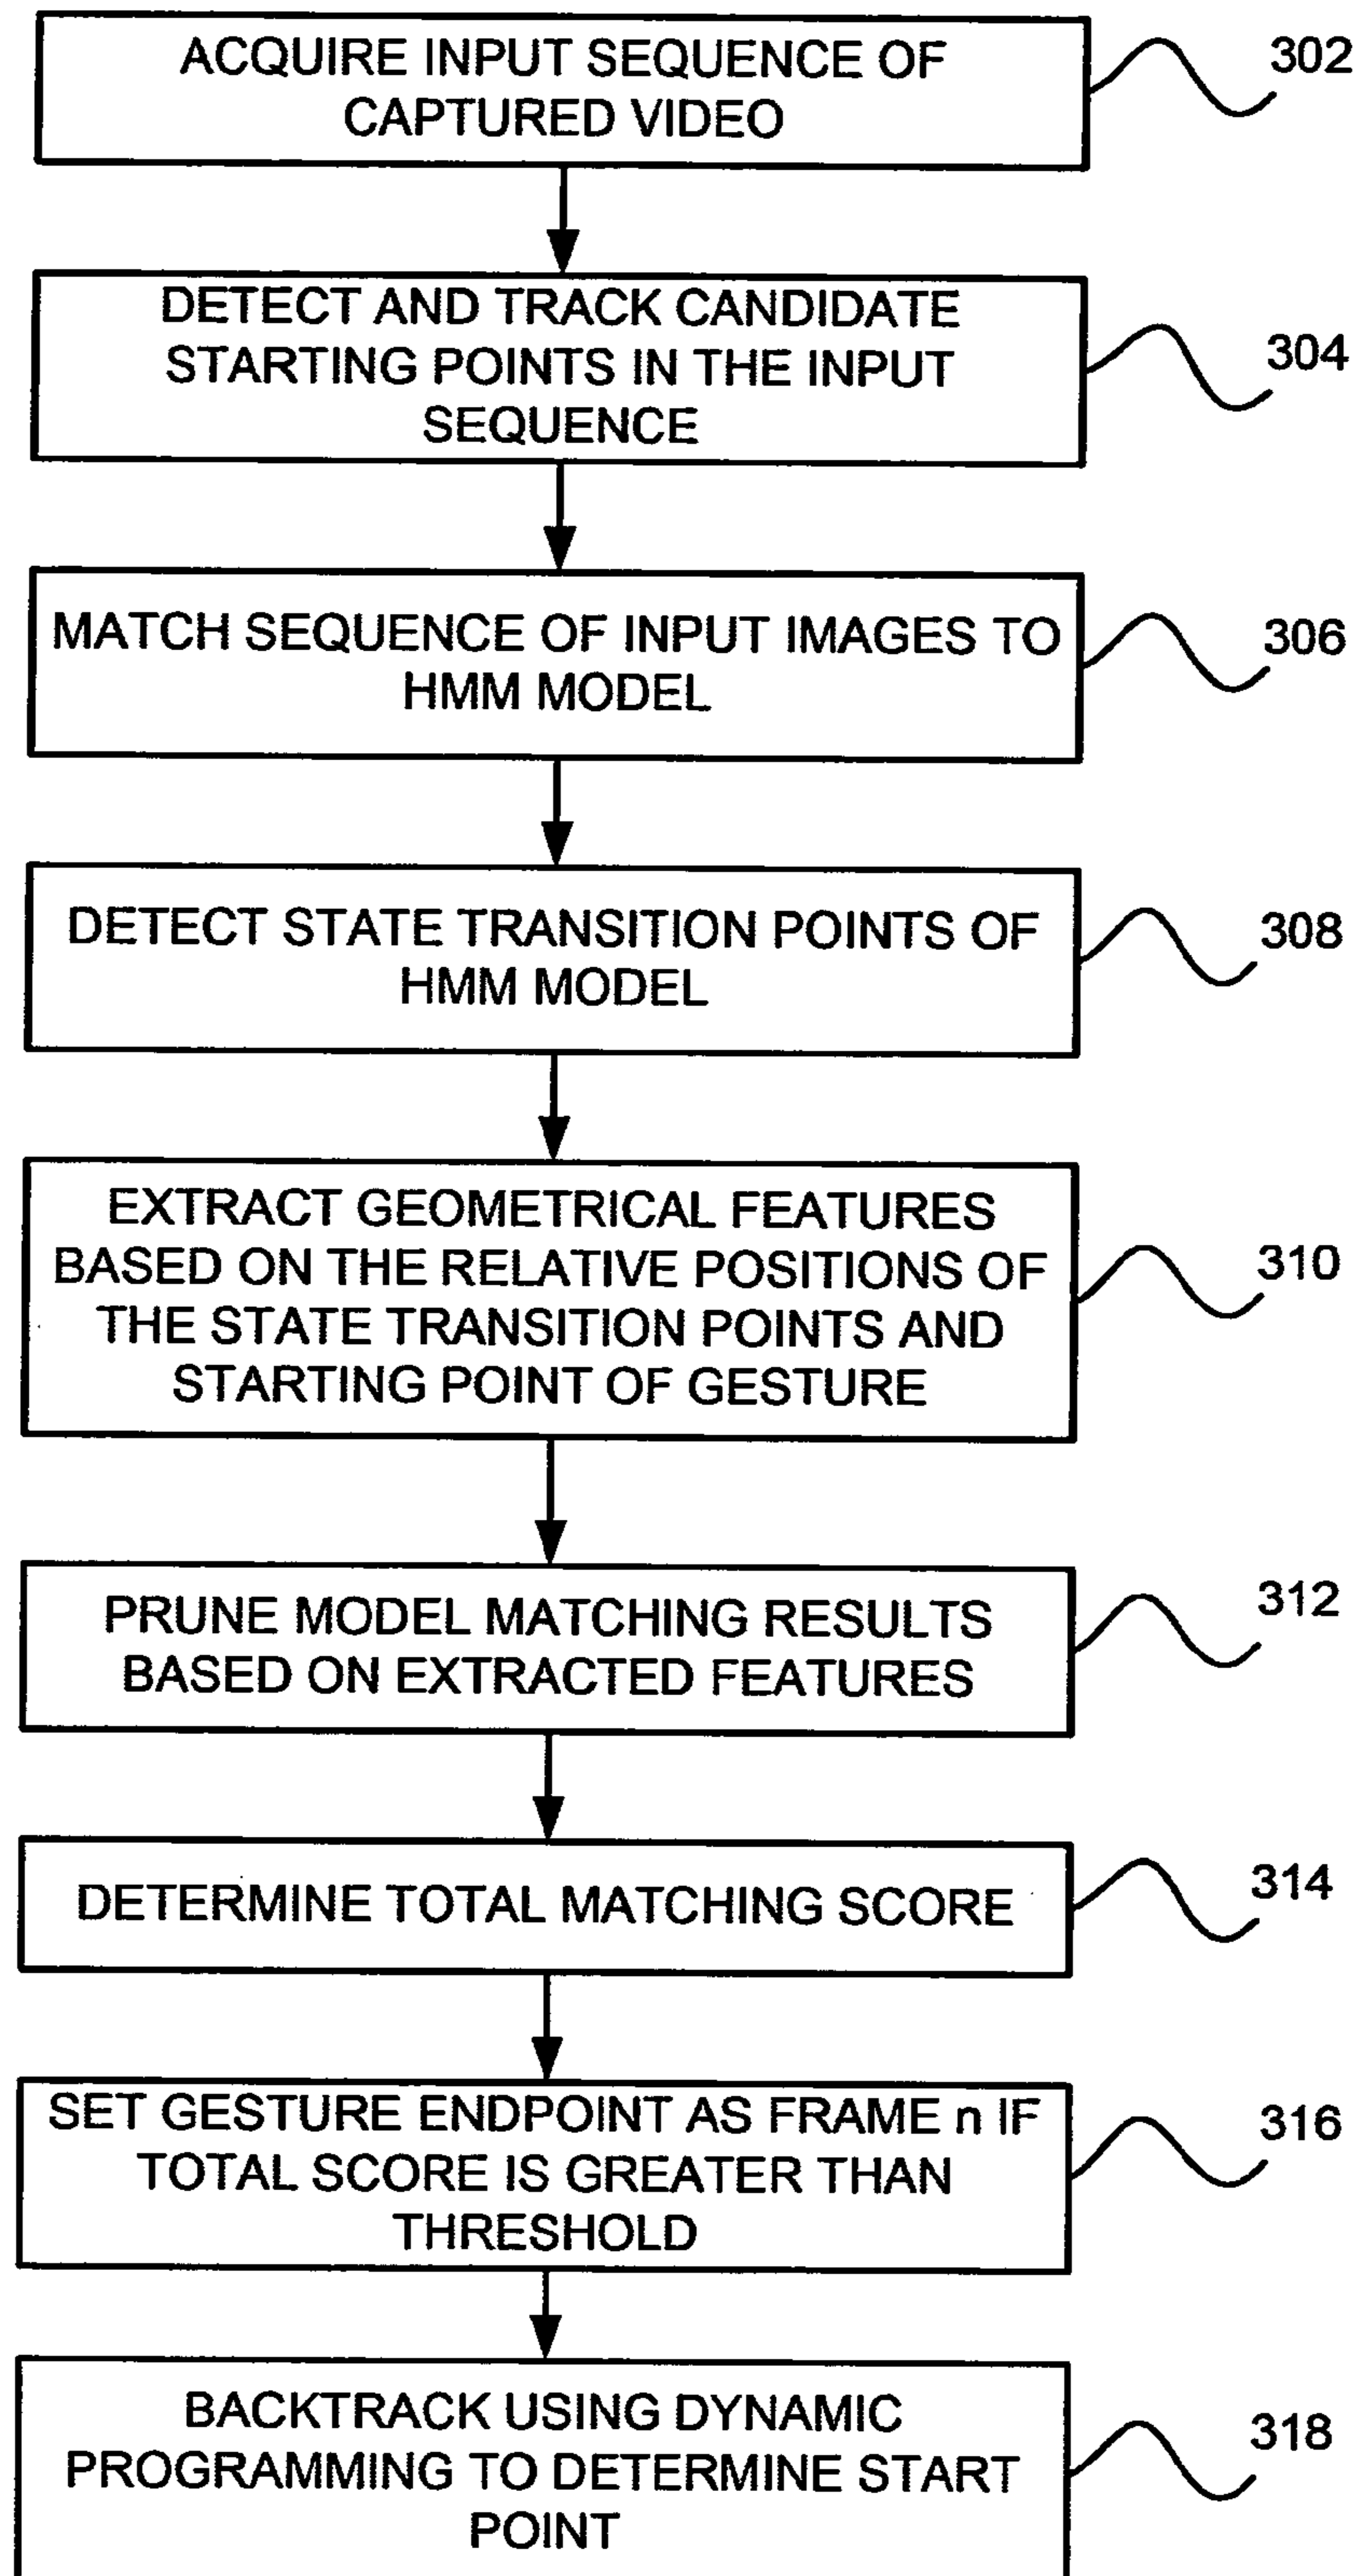 ACQUIRE INPUT SEQUENCE OF
CAPTURED VIDEO
302
DETECT AND TRACK CANDIDATE
STARTING POINTS IN THE INPUT
SEQUENCE
304
MATCH SEQUENCE OF INPUT IMAGES TO
HMM MODEL
306
DETECT STATE TRANSITION POINTS OF
HMM MODEL
308
EXTRACT GEOMETRICAL FEATURES
BASED ON THE RELATIVE POSITIONS OF
THE STATE TRANSITION POINTS AND
STARTING POINT OF GESTURE
310
PRUNE MODEL MATCHING RESULTS
BASED ON EXTRACTED FEATURES
312
DETERMINE TOTAL MATCHING SCORE
314
SET GESTURE ENDPOINT AS FRAME n IF
TOTAL SCORE IS GREATER THAN
THRESHOLD
316
BACKTRACK USING DYNAMIC
PROGRAMMING TO DETERMINE START
POINT
318